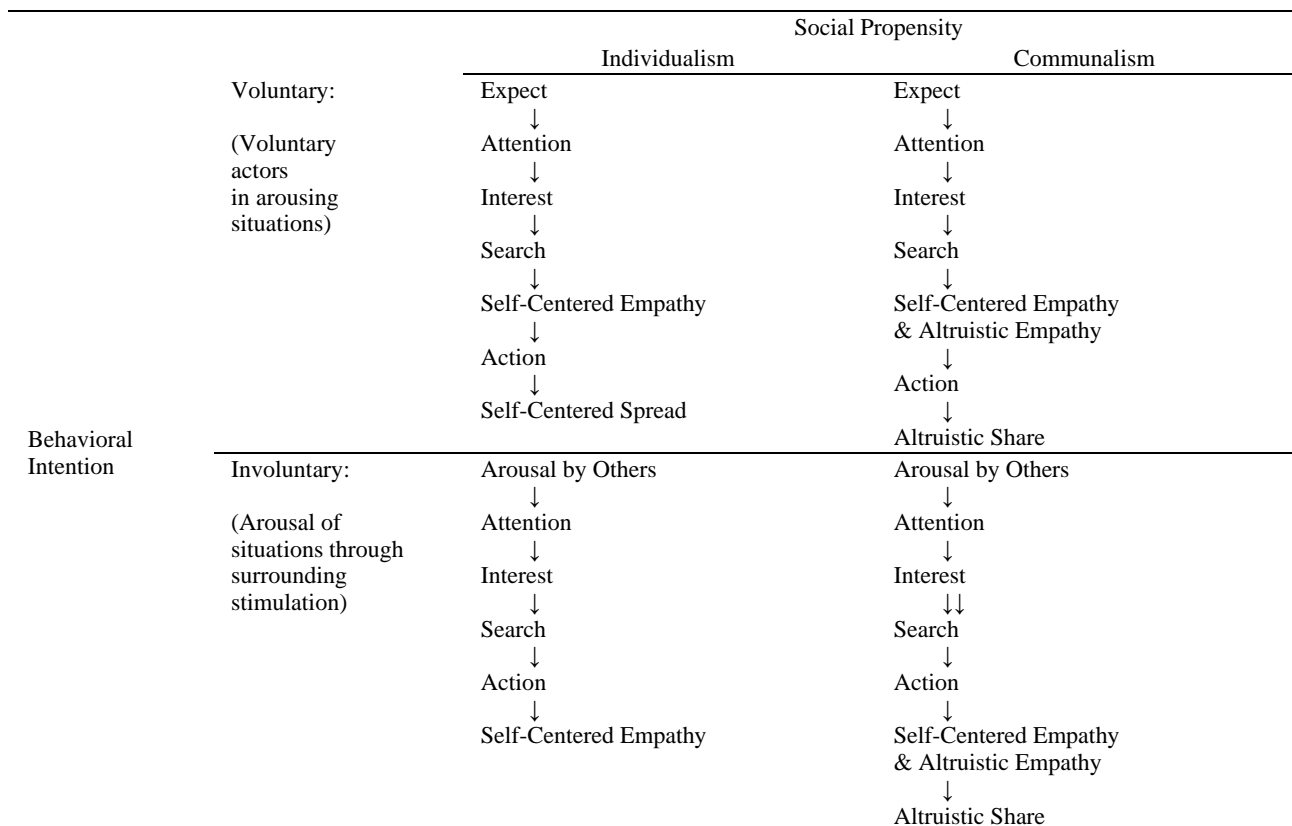 Social Propensity
Individualism Communalism
Voluntary: Expect Expect
↓ ↓
(Voluntary Attention Attention
actors ↓ ↓
in arousing Interest Interest
situations) ↓ ↓
Search Search
↓ ↓
Self-Centered Empathy Self-Centered Empathy
↓ & Altruistic Empathy
Action ↓
↓ Action
Self-Centered Spread ↓
Behavioral Altruistic Share
Intention Involuntary: Arousal by Others Arousal by Others
↓ ↓
(Arousal of Attention Attention
situations through ↓ ↓
surrounding Interest Interest
stimulation) ↓ ↓↓
Search Search
↓ ↓
Action Action
↓ ↓
Self-Centered Empathy Self-Centered Empathy
& Altruistic Empathy
↓
Altruistic Share